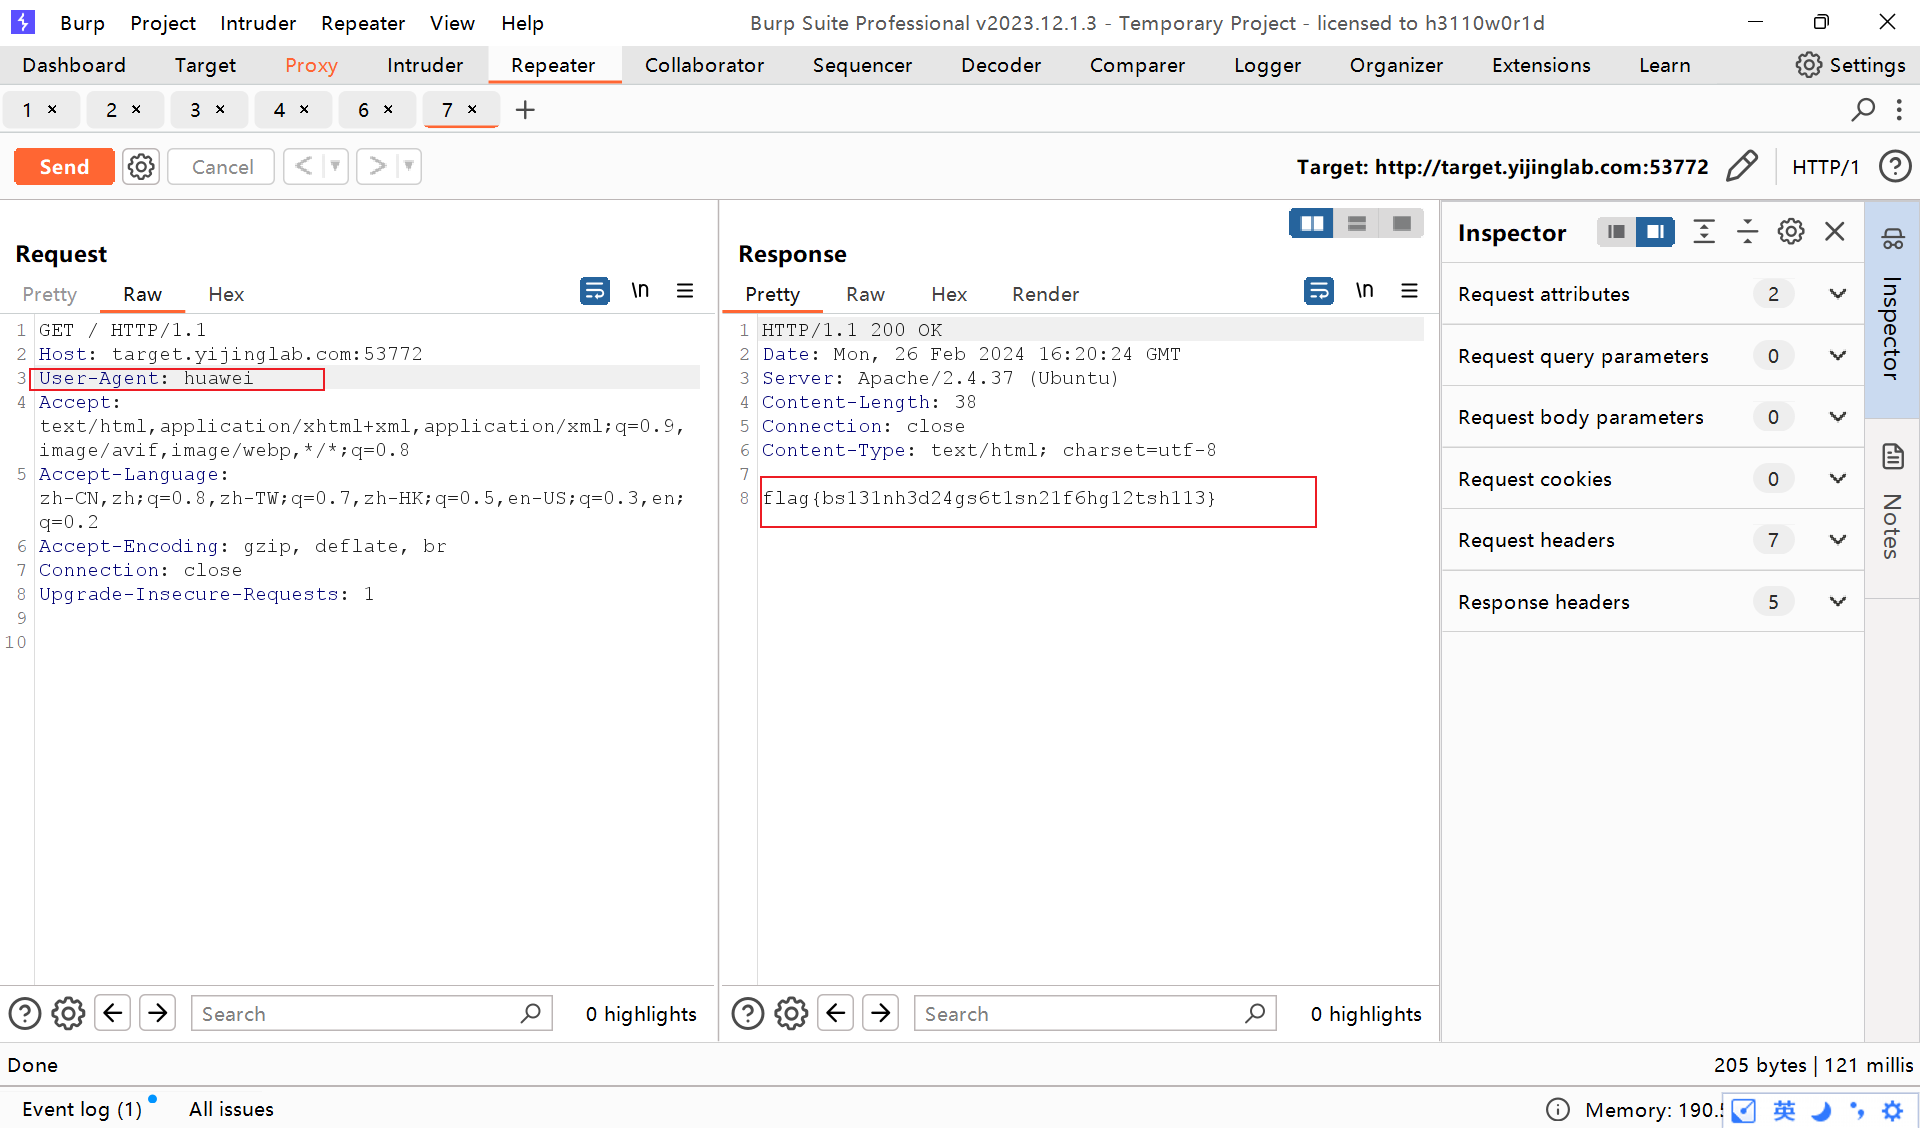 Burp Project Intruder Repeater View Help Burp Suite Professional v2023.12.1.3 - Temporary Project - licensed to h3110w0r1d
Dashboard Target Proxy Intruder Repeater Collaborator Sequencer Decoder Comparer Logger Organizer Extensions Learn Settings
1 × 2 × 3 × 4 × 6 × 7 × +
Send Cancel < > Target: http://target.yijinglab.com:53772 HTTP/1 ?
Request
Pretty Raw Hex \n
1 GET / HTTP/1.1
2 Host: target.yijinglab.com:53772
3 User-Agent: huawei
4 Accept:
text/html,application/xhtml+xml,application/xml;q=0.9,
image/avif,image/webp,*/*;q=0.8
5 Accept-Language:
zh-CN,zh;q=0.8,zh-TW;q=0.7,zh-HK;q=0.5,en-US;q=0.3,en;
q=0.2
6 Accept-Encoding: gzip, deflate, br
7 Connection: close
8 Upgrade-Insecure-Requests: 1
9
10
Search 0 highlights
Response
Pretty Raw Hex Render \n
1 HTTP/1.1 200 OK
2 Date: Mon, 26 Feb 2024 16:20:24 GMT
3 Server: Apache/2.4.37 (Ubuntu)
4 Content-Length: 38
5 Connection: close
6 Content-Type: text/html; charset=utf-8
7
8 flag{bs131nh3d24gs6t1sn21f6hg12tsh113}
Search 0 highlights
Inspector
Request attributes 2
Request query parameters 0
Request body parameters 0
Request cookies 0
Request headers 7
Response headers 5
Inspector
Notes
Done 205 bytes | 121 millis
Event log (1) All issues Memory: 190. 英